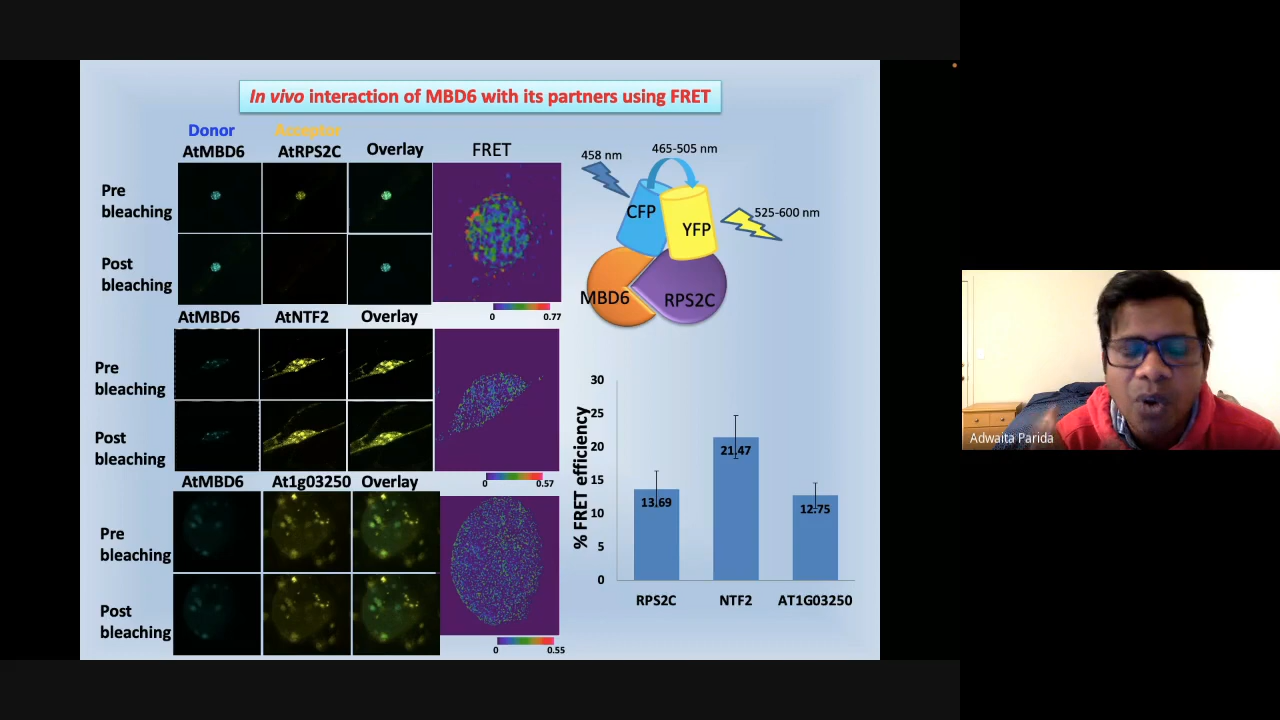 In vivo interaction of MBD6 with its partners using FRET
Donor
Acceptor
AtMBD6
AtRPS2C
Overlay
FRET
Pre
bleaching
Post
bleaching
0
0.77
AtMBD6
AtNTF2
Overlay
Pre
bleaching
Post
bleaching
0
0.57
AtMBD6
At1g03250
Overlay
Pre
bleaching
Post
bleaching
0
0.55
458 nm
465-505 nm
CFP
YFP
525-600 nm
MBD6
RPS2C
% FRET efficiency
30
25
20
15
10
5
0
13.69
21.47
12.75
RPS2C
NTF2
AT1G03250
Adwaita Parida